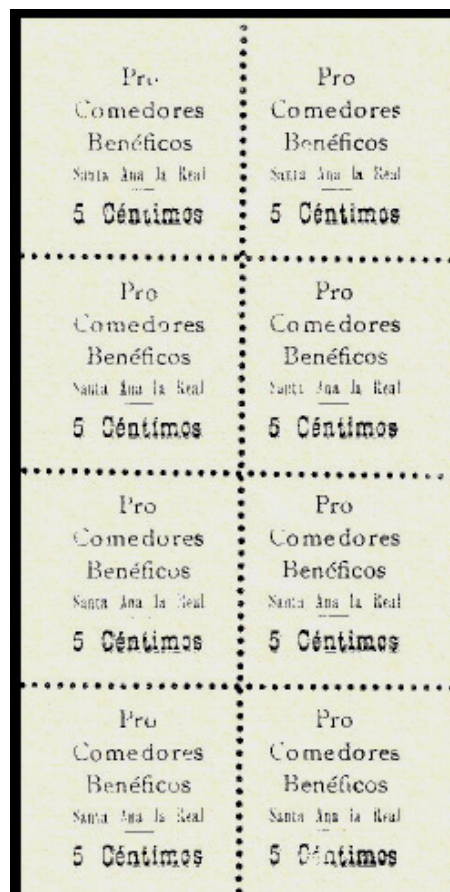 Pro
Comedores
Benéficos
Santa Ana la Real
5 Céntimos
Pro
Comedores
Benéficos
Santa Ana la Real
5 Céntimos
Pro
Comedores
Benéficos
Santa Ana la Real
5 Céntimos
Pro
Comedores
Benéficos
Santa Ana la Real
5 Céntimos
Pro
Comedores
Benéficos
Santa Ana la Real
5 Céntimos
Pro
Comedores
Benéficos
Santa Ana la Real
5 Céntimos
Pro
Comedores
Benéficos
Santa Ana la Real
5 Céntimos
Pro
Comedores
Benéficos
Santa Ana la Real
5 Céntimos